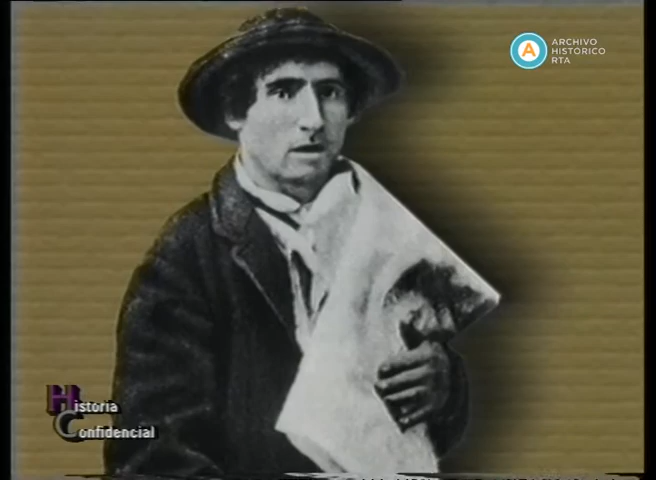 A
ARCHIVO
HISTORICO
RTA
Historia
Confidencial